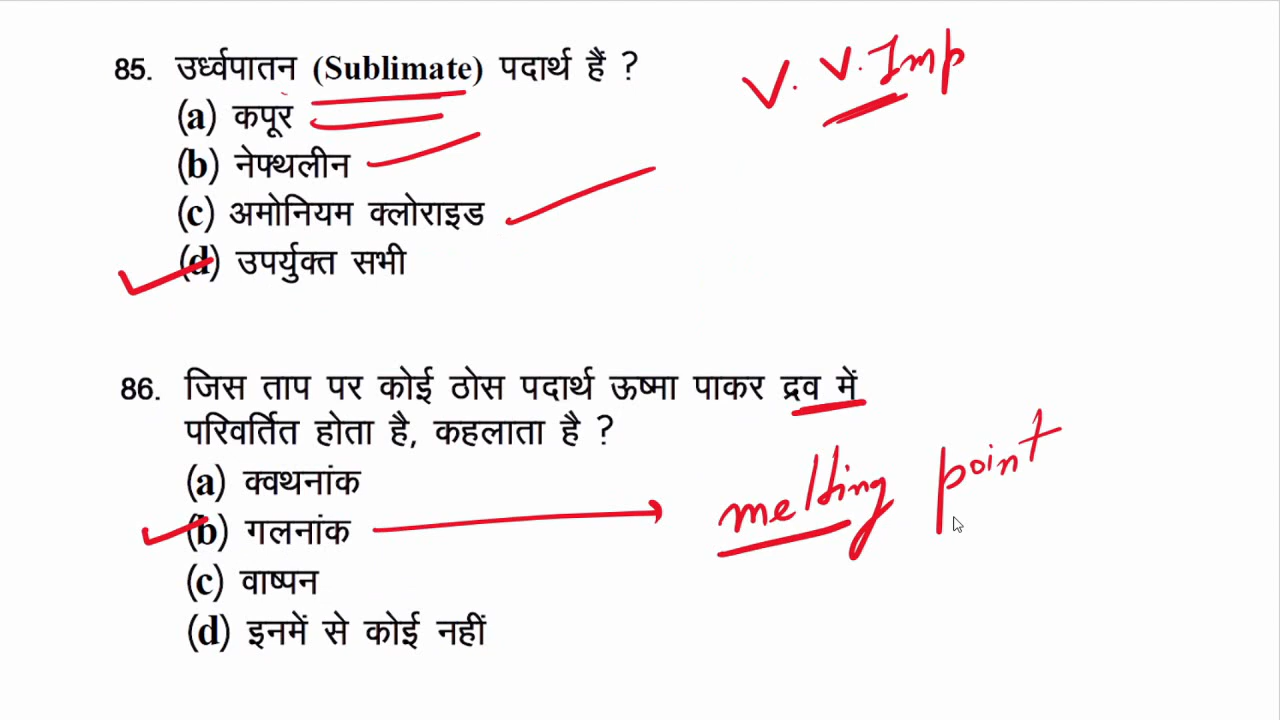 85. उर्ध्वपातन (Sublimate) पदार्थ हैं ?
V. V. Imp
(a) कपूर
(b) नेफ्थलीन
(c) अमोनियम क्लोराइड
(d) उपर्युक्त सभी
86. जिस ताप पर कोई ठोस पदार्थ ऊष्मा पाकर द्रव में
परिवर्तित होता है, कहलाता है ?
(a) क्वथनांक
(b) गलनांक
melting point
(c) वाष्पन
(d) इनमें से कोई नहीं